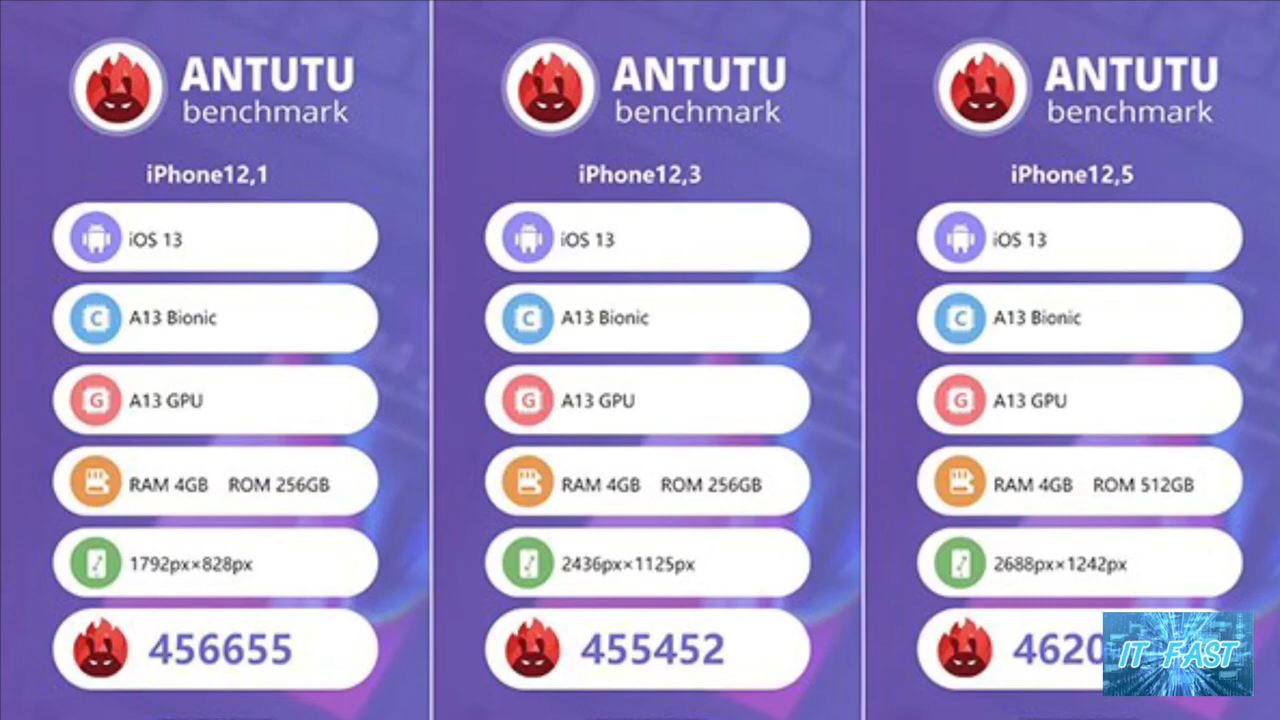 ANTUTU
benchmark
iPhone12,1
iOS 13
C A13 Bionic
G A13 GPU
RAM 4GB ROM 256GB
1792px×828px
456655
ANTUTU
benchmark
iPhone12,3
iOS 13
C A13 Bionic
G A13 GPU
RAM 4GB ROM 256GB
2436px×1125px
455452
ANTUTU
benchmark
iPhone12,5
iOS 13
C A13 Bionic
G A13 GPU
RAM 4GB ROM 512GB
2688px×1242px
4620
IT FAST